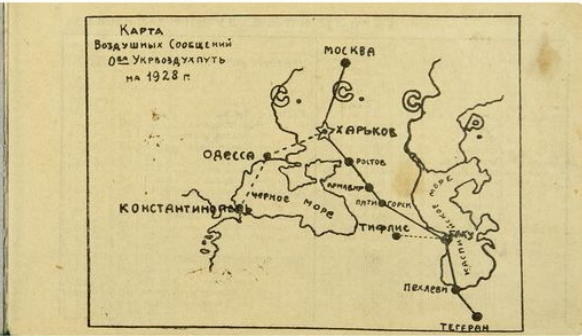 КАРТА
ВОЗДУШНЫХ СООБЩЕНИЙ
О ВА УКРВОЗДУХПУТЬ
НА 1928 Г.
МОСКВА
С. С. С Р.
ХАРЬКОВ
ОДЕССА
РОСТОВ
АРМАВИР
ПЯТИГОРСК
КОНСТАНТИНОПОЛЬ
ЧЕРНОЕ МОРЕ
ТИФЛИС
БАКУ
КАСПИЙСКОЕ МОРЕ
ПЕХЛЕВИ
ТЕГЕРАН